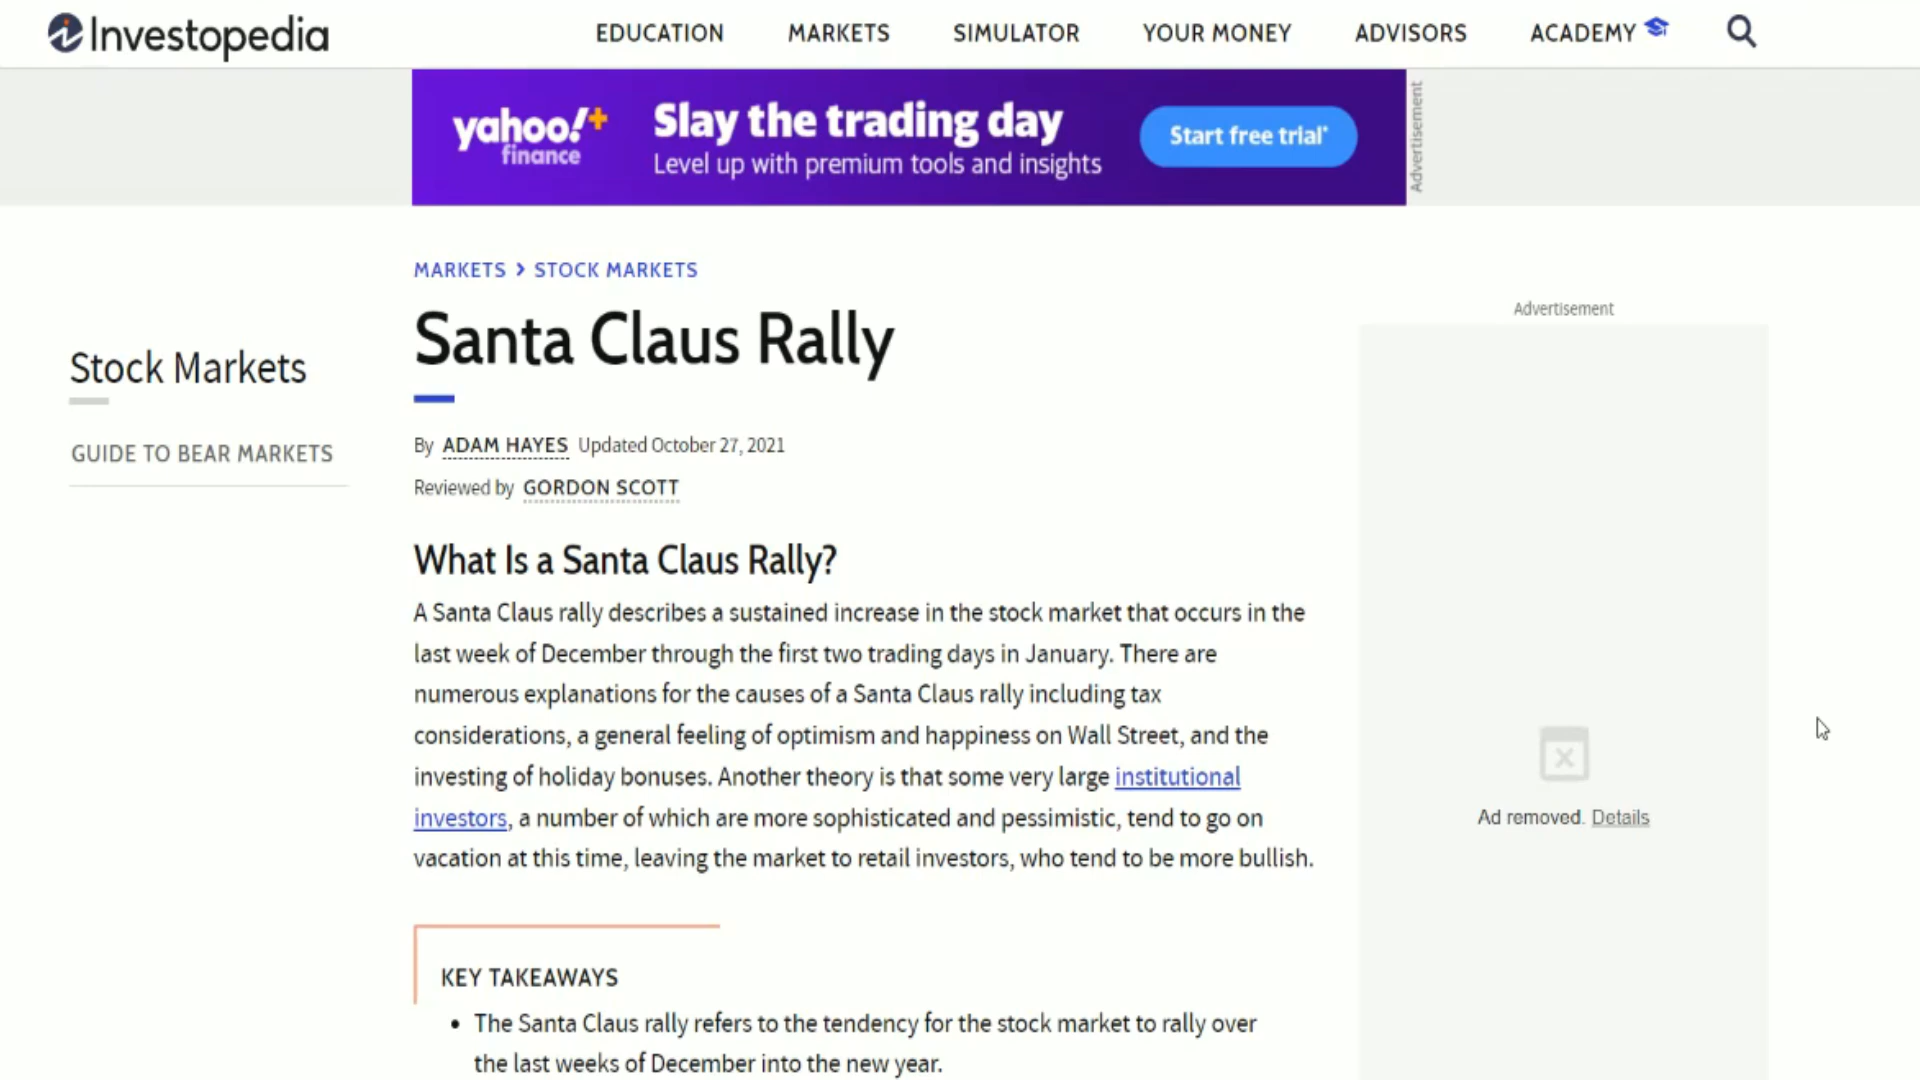 Investopedia
EDUCATION MARKETS SIMULATOR YOUR MONEY ADVISORS ACADEMY
yahoo!+ finance
Slay the trading day
Level up with premium tools and insights
Start free trial*
Advertisement
MARKETS > STOCK MARKETS
Santa Claus Rally
Advertisement
Stock Markets
GUIDE TO BEAR MARKETS
By ADAM HAYES Updated October 27, 2021
Reviewed by GORDON SCOTT
What Is a Santa Claus Rally?
A Santa Claus rally describes a sustained increase in the stock market that occurs in the
last week of December through the first two trading days in January. There are
numerous explanations for the causes of a Santa Claus rally including tax
considerations, a general feeling of optimism and happiness on Wall Street, and the
investing of holiday bonuses. Another theory is that some very large institutional
investors, a number of which are more sophisticated and pessimistic, tend to go on
vacation at this time, leaving the market to retail investors, who tend to be more bullish.
Ad removed. Details
KEY TAKEAWAYS
• The Santa Claus rally refers to the tendency for the stock market to rally over
the last weeks of December into the new year.